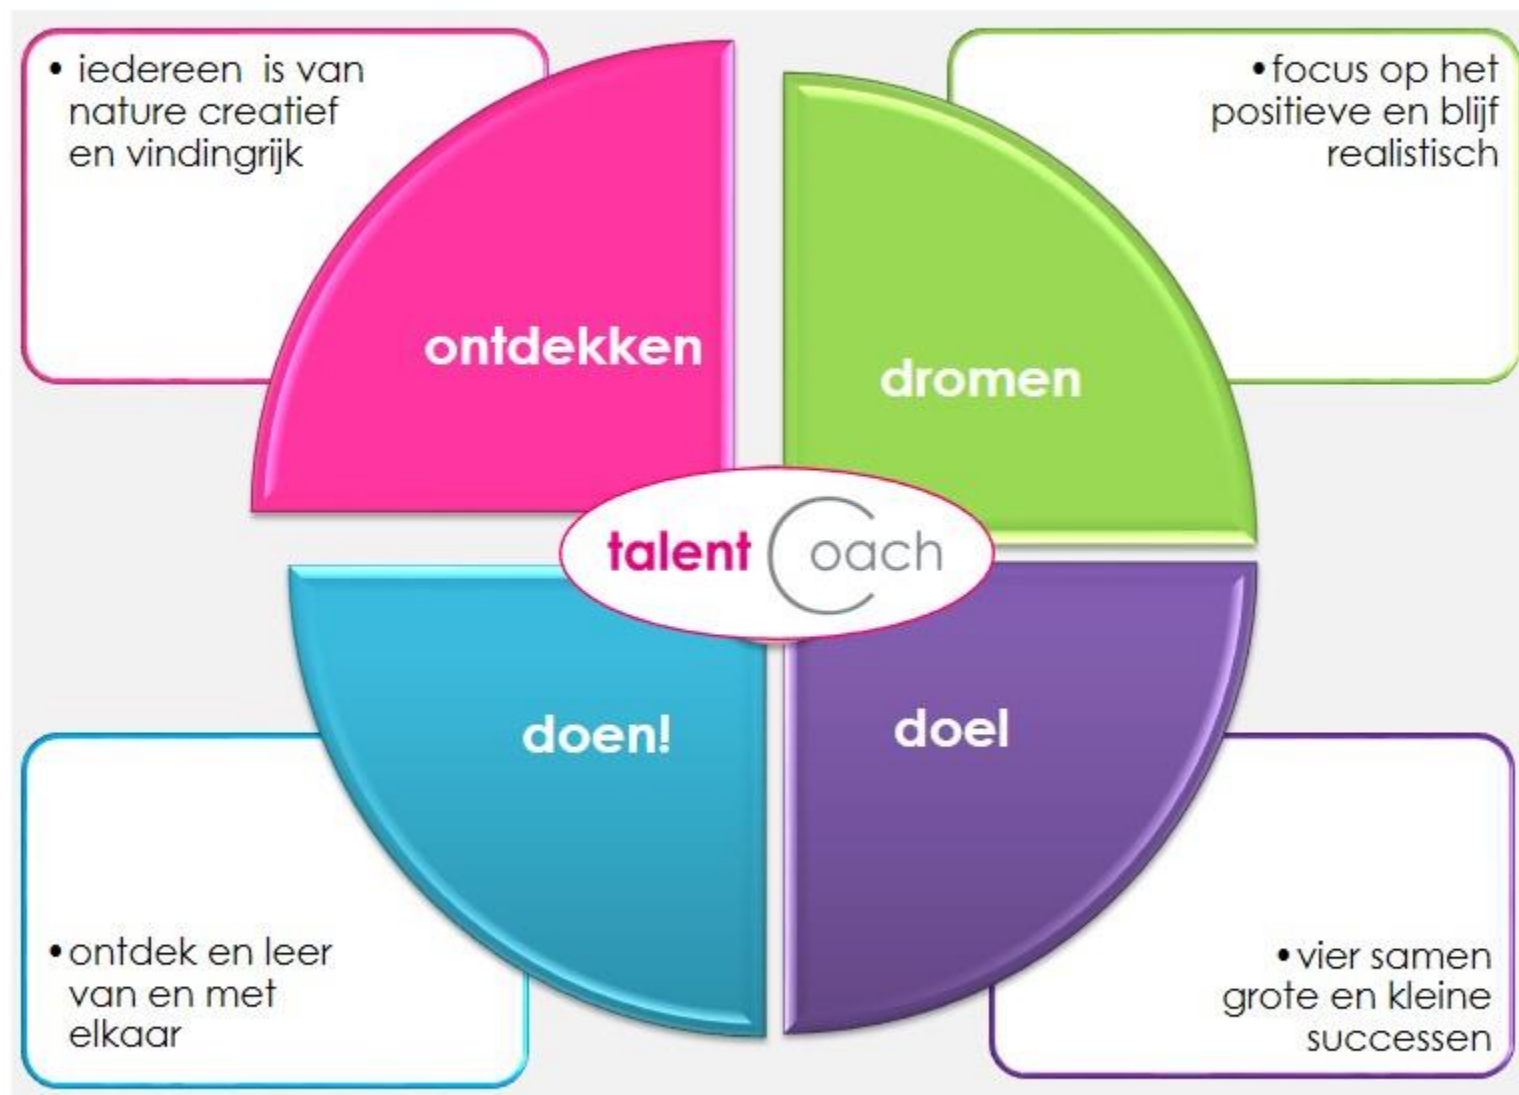 • iedereen is van
nature creatief
en vindingrijk
• focus op het
positieve en blijf
realistisch
ontdekken
dromen
talent Coach
doen!
doel
• ontdek en leer
van en met
elkaar
• vier samen
grote en kleine
successen